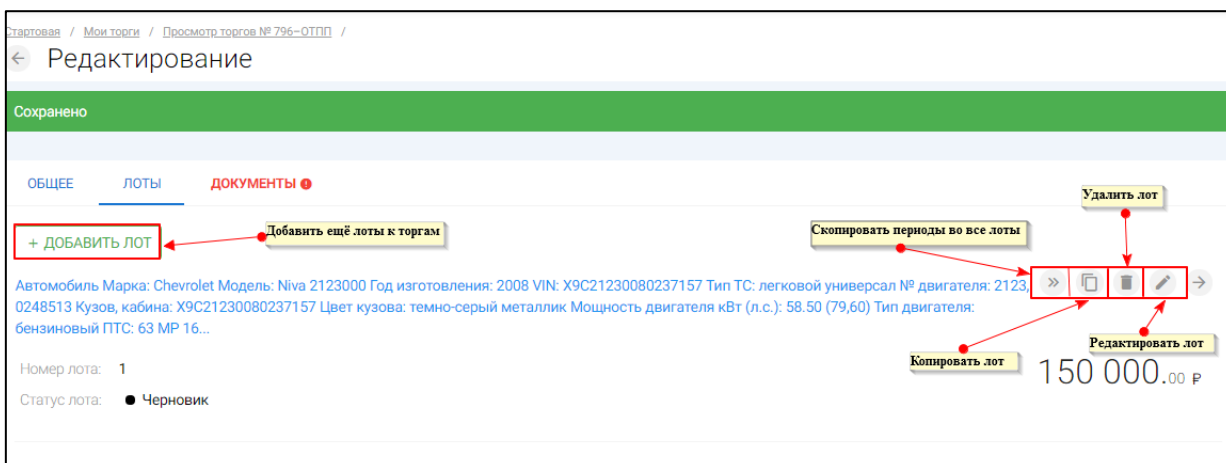 Стартовая / Мои торги / Просмотр торгов № 796-ОТПП /
Редактирование
Сохранено
ОБЩЕЕ ЛОТЫ ДОКУМЕНТЫ
Удалить лот
+ ДОБАВИТЬ ЛОТ
Добавить ещё лоты к торгам
Скопировать периоды во все лоты
Автомобиль Марка: Chevrolet Модель: Niva 2123000 Год изготовления: 2008 VIN: X9C21230080237157 Тип ТС: легковой универсал № двигателя: 2123,
0248513 Кузов, кабина: X9C21230080237157 Цвет кузова: темно-серый металлик Мощность двигателя кВт (л.с.): 58.50 (79,60) Тип двигателя:
бензиновый ПТС: 63 МР 16...
Редактировать лот
Копировать лот
Номер лота: 1
150 000.00 ₽
Статус лота: Черновик